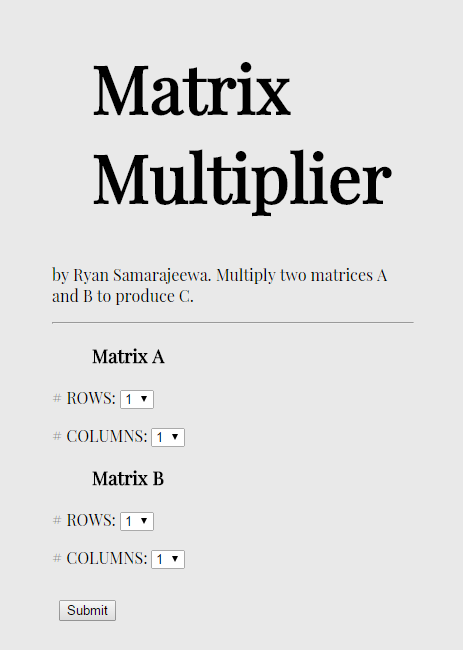 Matrix
Multiplier
by Ryan Samarajeewa. Multiply two matrices A
and B to produce C.
Matrix A
# ROWS: 1
# COLUMNS: 1
Matrix B
# ROWS: 1
# COLUMNS: 1
Submit